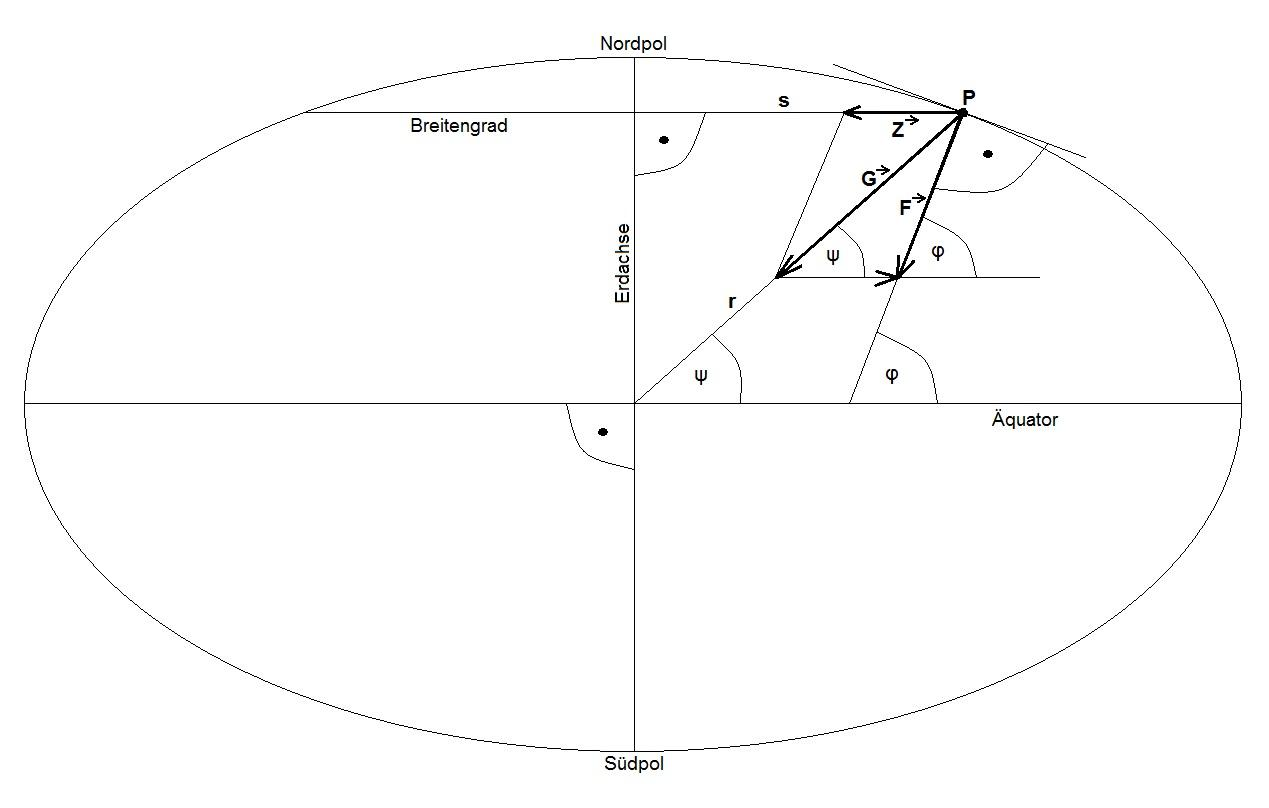 Nordpol
P
s
Breitengrad
Z→
G→
F→
Erdachse
ψ
φ
r
ψ
φ
Äquator
Südpol